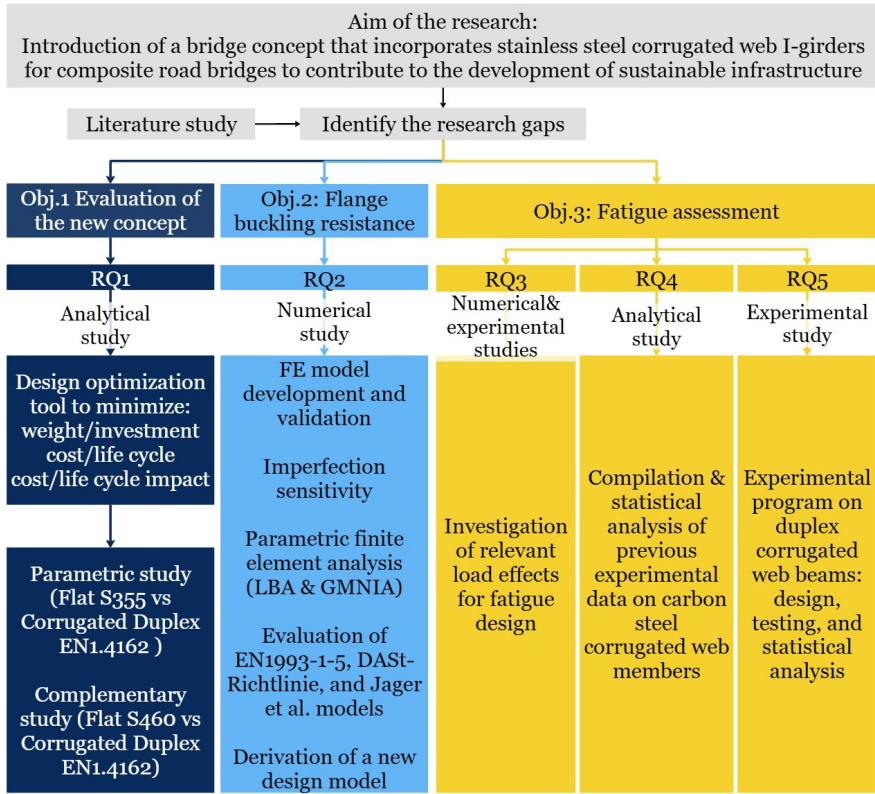 Aim of the research:
Introduction of a bridge concept that incorporates stainless steel corrugated web I-girders
for composite road bridges to contribute to the development of sustainable infrastructure
Literature study
Identify the research gaps
Obj.1 Evaluation of
the new concept
Obj.2: Flange
buckling resistance
Obj.3: Fatigue assessment
RQ1
RQ2
RQ3
RQ4
RQ5
Analytical
study
Numerical
study
Numerical&
experimental
studies
Analytical
study
Experimental
study
Design optimization
tool to minimize:
weight/investment
cost/life cycle
cost/life cycle impact
Parametric study
(Flat S355 vs
Corrugated Duplex
EN1.4162 )
Complementary
study (Flat S460 vs
Corrugated Duplex
EN1.4162)
FE model
development and
validation
Imperfection
sensitivity
Parametric finite
element analysis
(LBA & GMNIA)
Evaluation of
EN1993-1-5, DASt-
Richtlinie, and Jager
et al. models
Derivation of a new
design model
Investigation
of relevant
load effects
for fatigue
design
Compilation &
statistical
analysis of
previous
experimental
data on carbon
steel
corrugated web
members
Experimental
program on
duplex
corrugated
web beams:
design,
testing, and
statistical
analysis